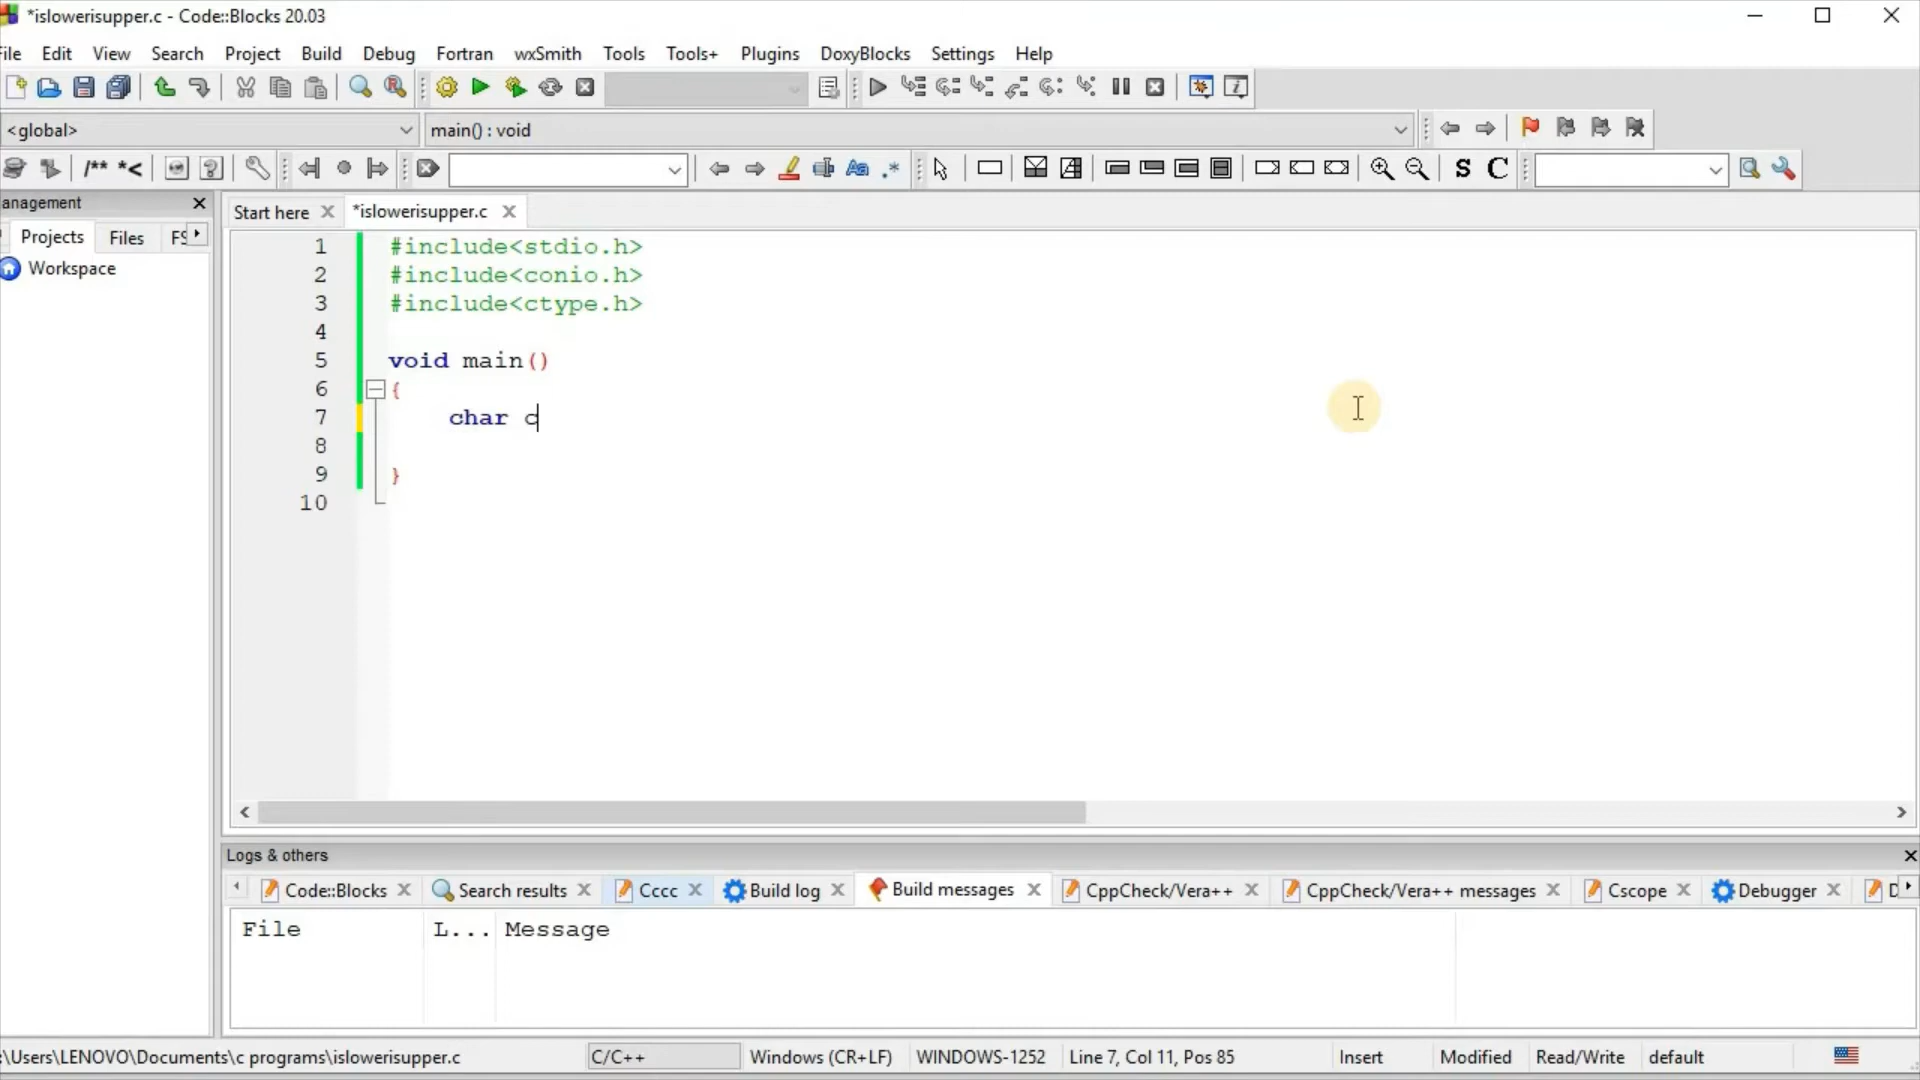 *islowerisupper.c - Code::Blocks 20.03
File Edit View Search Project Build Debug Fortran wxSmith Tools Tools+ Plugins DoxyBlocks Settings Help
<global> main() : void
/** *< Aa .* S C
anagement
Projects Files FS
Workspace
Start here *islowerisupper.c
1 #include<stdio.h>
2 #include<conio.h>
3 #include<ctype.h>
4
5 void main()
6 {
7 char c
8
9 }
10
Logs & others
Code::Blocks Search results Cccc Build log Build messages CppCheck/Vera++ CppCheck/Vera++ messages Cscope Debugger D
File L... Message
:\Users\LENOVO\Documents\c programs\islowerisupper.c C/C++ Windows (CR+LF) WINDOWS-1252 Line 7, Col 11, Pos 85 Insert Modified Read/Write default